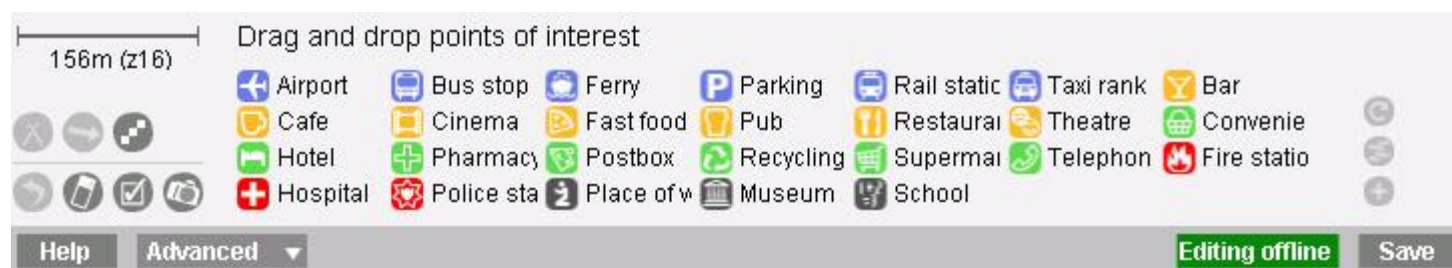 Drag and drop points of interest
156m (z16)
Airport Bus stop Ferry Parking Rail static Taxi rank Bar
Cafe Cinema Fast food Pub Restaurai Theatre Convenie
Hotel Pharmacy Postbox Recycling Supermai Telephon Fire statio
Hospital Police sta Place of w Museum School
Help Advanced Editing offline Save